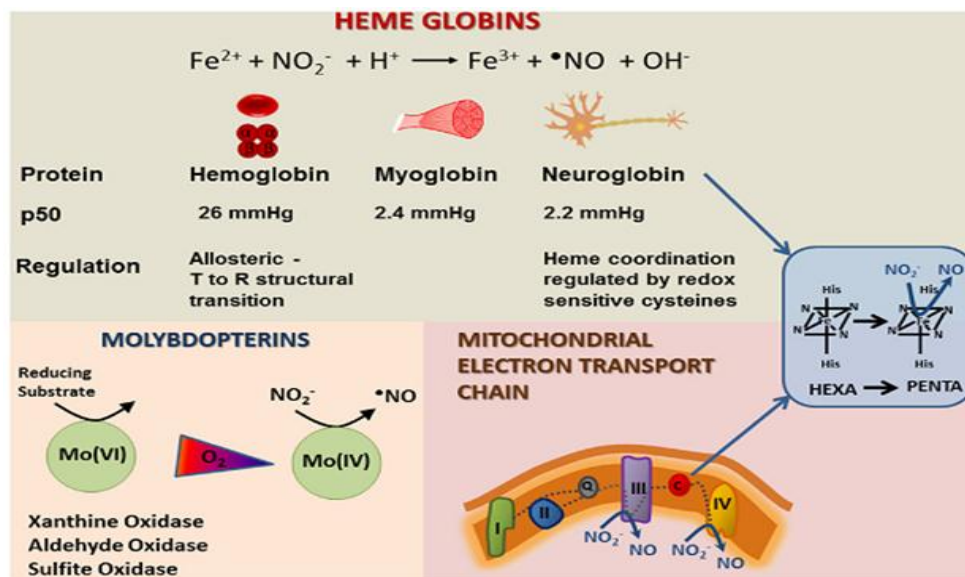 HEME GLOBINS
Fe²⁺ + NO₂⁻ + H⁺ → Fe³⁺ + •NO + OH⁻
α α
β β
Protein Hemoglobin Myoglobin Neuroglobin
p50 26 mmHg 2.4 mmHg 2.2 mmHg
Regulation
Allosteric -
T to R structural
transition
Heme coordination
regulated by redox
sensitive cysteines
NO₂⁻ NO
His His
N N N N
Fe Fe
N N N N
His His
HEXA → PENTA
MOLYBDOPTERINS
Reducing
Substrate
NO₂⁻ •NO
Mo(VI) O₂ Mo(IV)
Xanthine Oxidase
Aldehyde Oxidase
Sulfite Oxidase
MITOCHONDRIAL
ELECTRON TRANSPORT
CHAIN
I II Q III C IV
NO₂⁻ NO NO₂⁻ NO